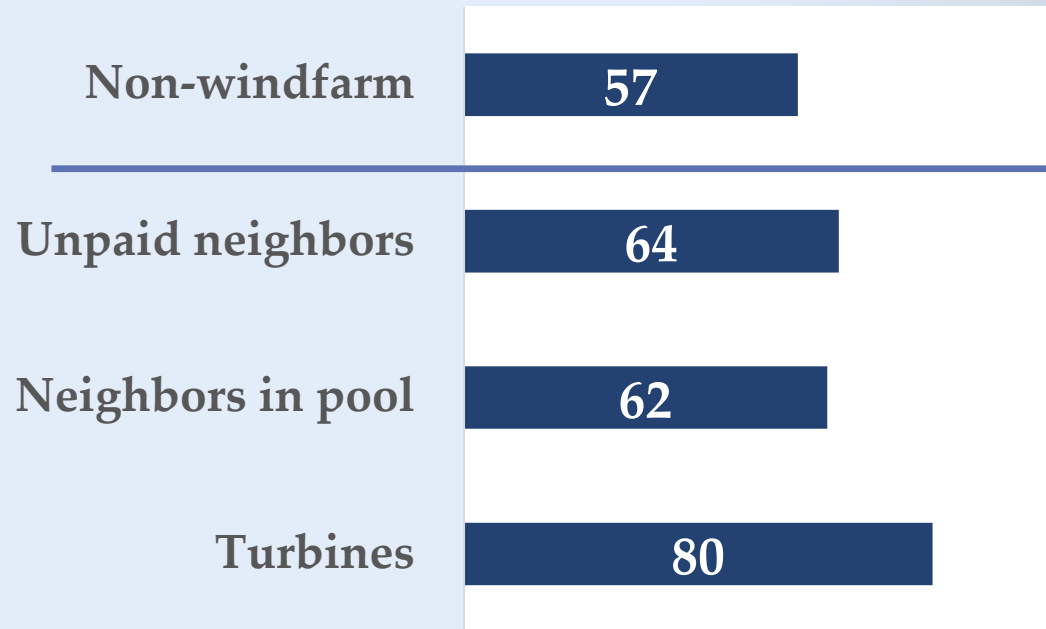 Non-windfarm 57
Unpaid neighbors 64
Neighbors in pool 62
Turbines 80